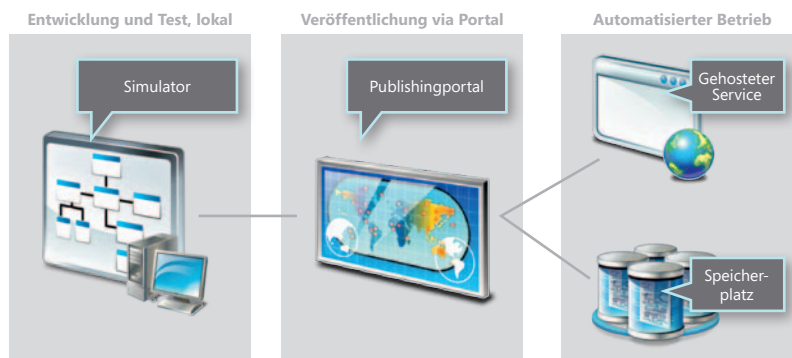 Entwicklung und Test, lokal
Veröffentlichung via Portal
Automatisierter Betrieb
Simulator
Publishingportal
Gehosteter
Service
Speicher-
platz